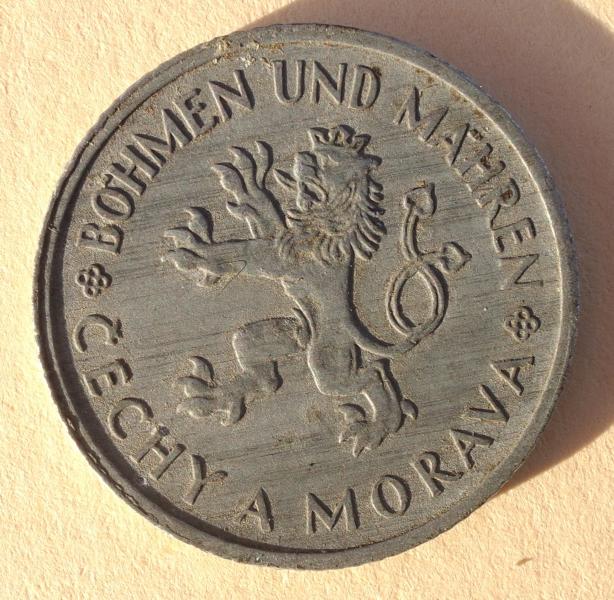 BÖHMEN UND MÄHREN
ČECHY A MORAVA